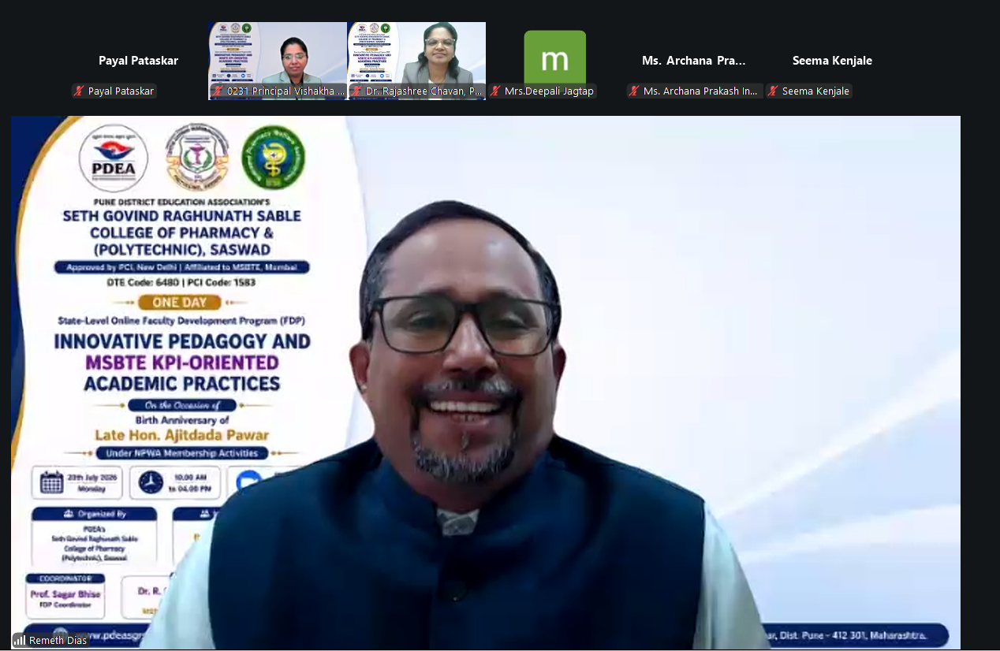 Payal Pataskar
Payal Pataskar
0231 Principal Vishakha ...
Dr. Rajashree Chavan, P...
m
Mrs.Deepali Jagtap
Ms. Archana Pra...
Ms. Archana Prakash In...
Seema Kenjale
Seema Kenjale
PDEA
PUNE DISTRICT EDUCATION ASSOCIATION'S
SETH GOVIND RAGHUNATH SABLE
COLLEGE OF PHARMACY &
(POLYTECHNIC), SASWAD
Approved by PCI, New Delhi | Affiliated to MSBTE, Mumbai
DTE Code: 6480 | PCI Code: 1583
ONE DAY
State-Level Online Faculty Development Program (FDP)
INNOVATIVE PEDAGOGY AND
MSBTE KPI-ORIENTED
ACADEMIC PRACTICES
On the Occasion of
Birth Anniversary of
Late Hon. Ajitdada Pawar
Under NPWA Membership Activities
July 2026
Monday
10.00 AM
to 04.00 PM
Organized By
PDEA's
Seth Govind Raghunath Sable
College of Pharmacy
(Polytechnic), Saswad
COORDINATOR
Prof. Sagar Bhise
FDP Coordinator
Dr. R.
www.pdeasg
Dist. Pune - 412 301, Maharashtra.
Remeth Dias